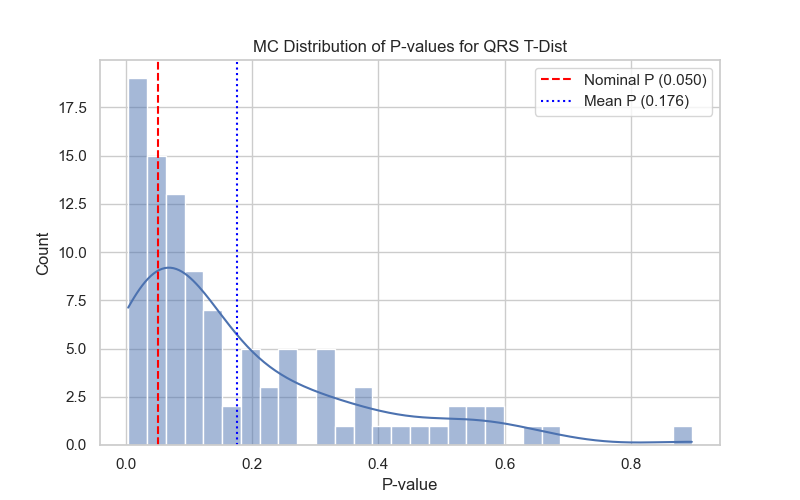 MC Distribution of P-values for QRS T-Dist
Nominal P (0.050)
Mean P (0.176)
17.5
15.0
12.5
10.0
7.5
5.0
2.5
0.0
Count
0.0 0.2 0.4 0.6 0.8
P-value